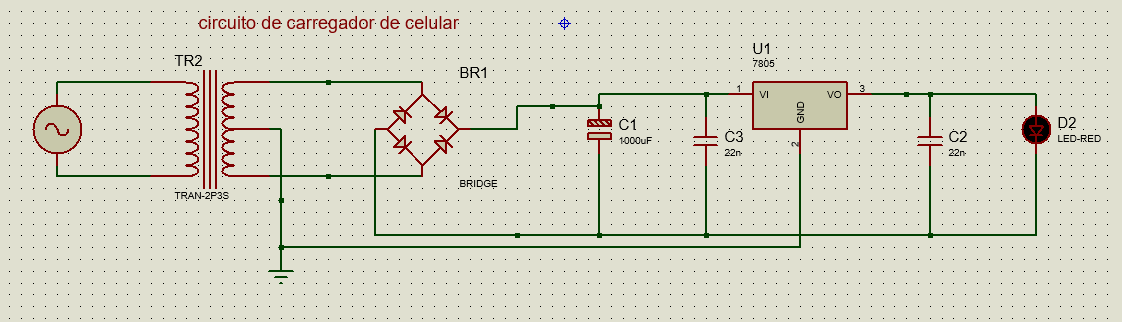 circuito de carregador de celular
TR2
TRAN-2P3S
BR1
BRIDGE
C1
1000uF
C3
22n
U1
7805
1
VI
VO
3
GND
2
C2
22n
D2
LED-RED